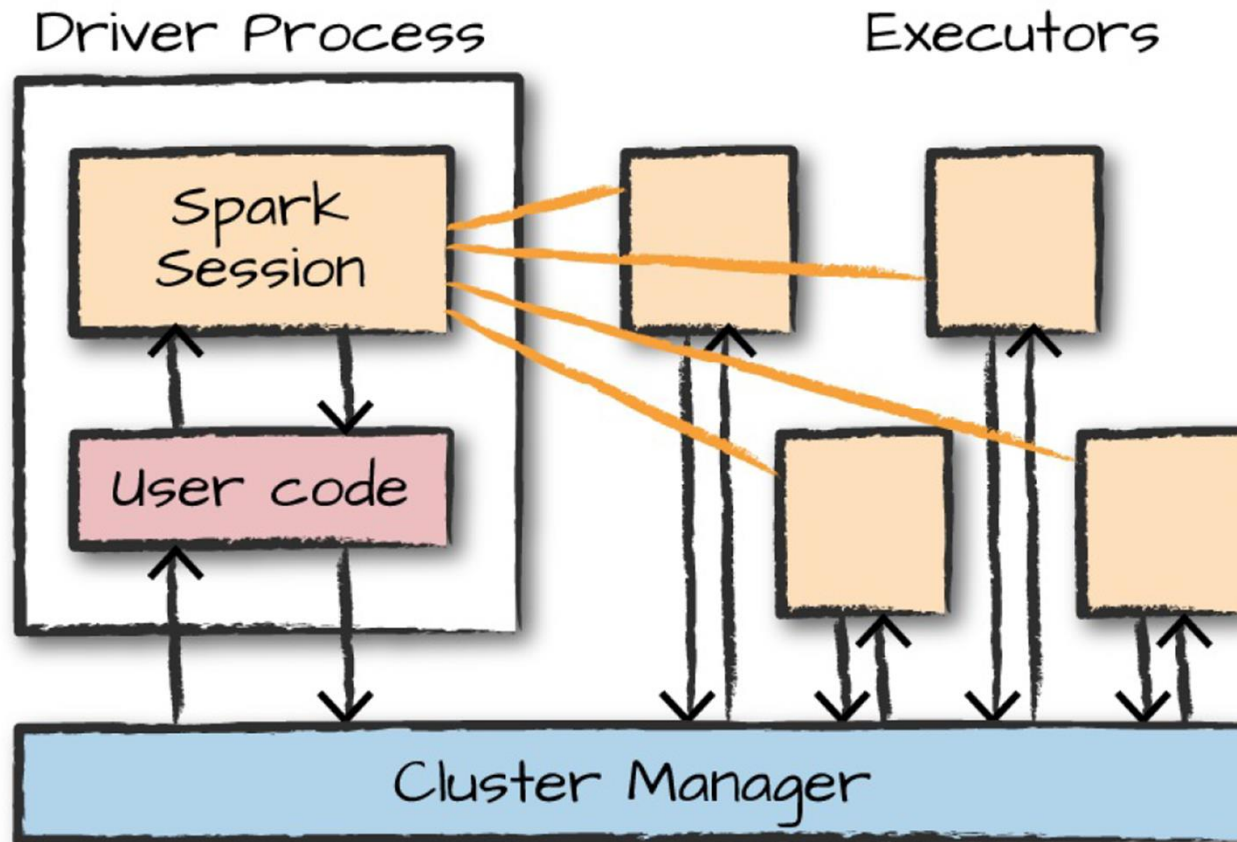 Driver Process
Executors
Spark
Session
User code
Cluster Manager